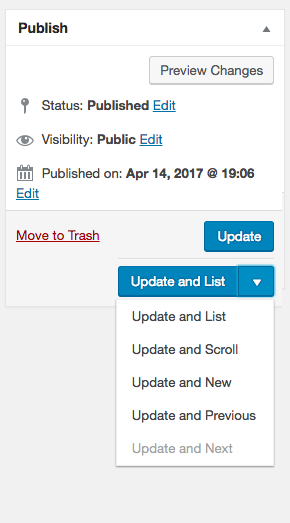 Publish
Preview Changes
Status: Published Edit
Visibility: Public Edit
Published on: Apr 14, 2017 @ 19:06
Edit
Move to Trash Update
Update and List
Update and List
Update and Scroll
Update and New
Update and Previous
Update and Next